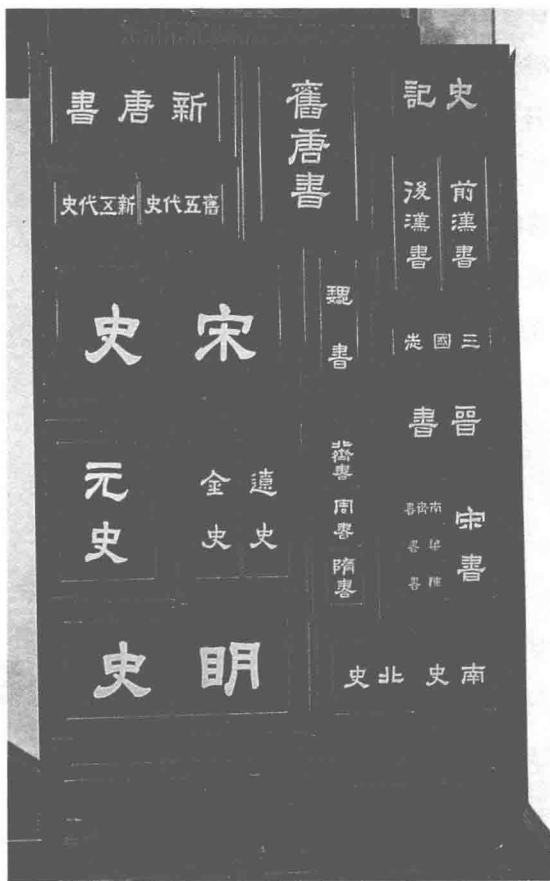 史記
前漢書
後漢書
三國志
晉書
宋書
南齊書
梁書
陳書
南史
北史
舊唐書
魏書
北齊書
周書
隋書
新唐書
舊五代史
新五代史
宋史
遼史
金史
元史
明史